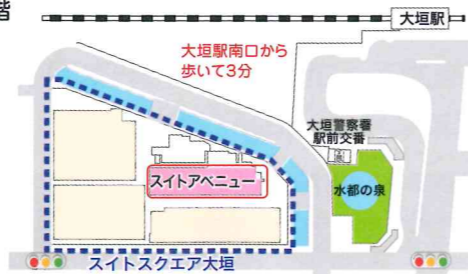 階
大垣駅
大垣駅南口から
歩いて3分
大垣警察署
駅前交番
スイトアベニュー
水都の泉
スイトスクエア大垣